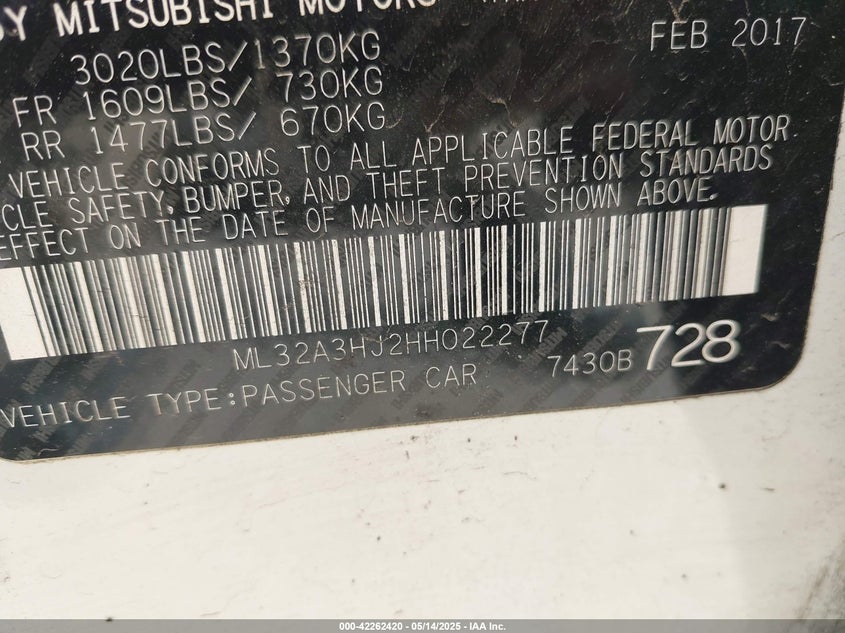 BY MITSUBISHI MOTORS
FEB 2017
3020LBS/1370KG
FR 1609LBS/ 730KG
RR 1477LBS/ 670KG
VEHICLE CONFORMS TO ALL APPLICABLE FEDERAL MOTOR
CLE SAFETY, BUMPER, AND THEFT PREVENTION STANDARDS
EFFECT ON THE DATE OF MANUFACTURE SHOWN ABOVE.
ML32A3HJ2HH022277
7430B 728
VEHICLE TYPE:PASSENGER CAR
000-42262420 - 05/14/2025 - IAA Inc.